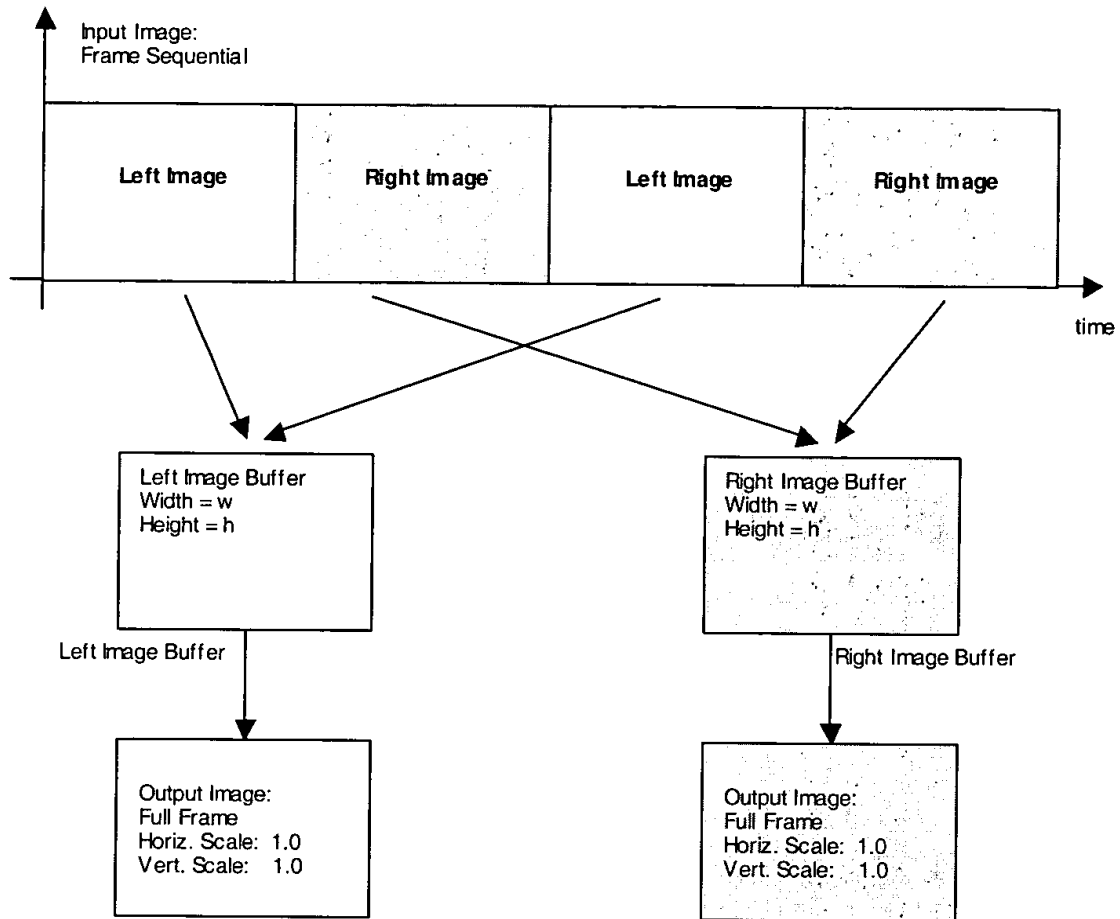 Input Image:
Frame Sequential
Left Image
Right Image
Left Image
Right Image
time
Left Image Buffer
Width = w
Height = h
Right Image Buffer
Width = w
Height = h
Left Image Buffer
Right Image Buffer
Output Image:
Full Frame
Horiz. Scale: 1.0
Vert. Scale: 1.0
Output Image:
Full Frame
Horiz. Scale: 1.0
Vert. Scale: 1.0